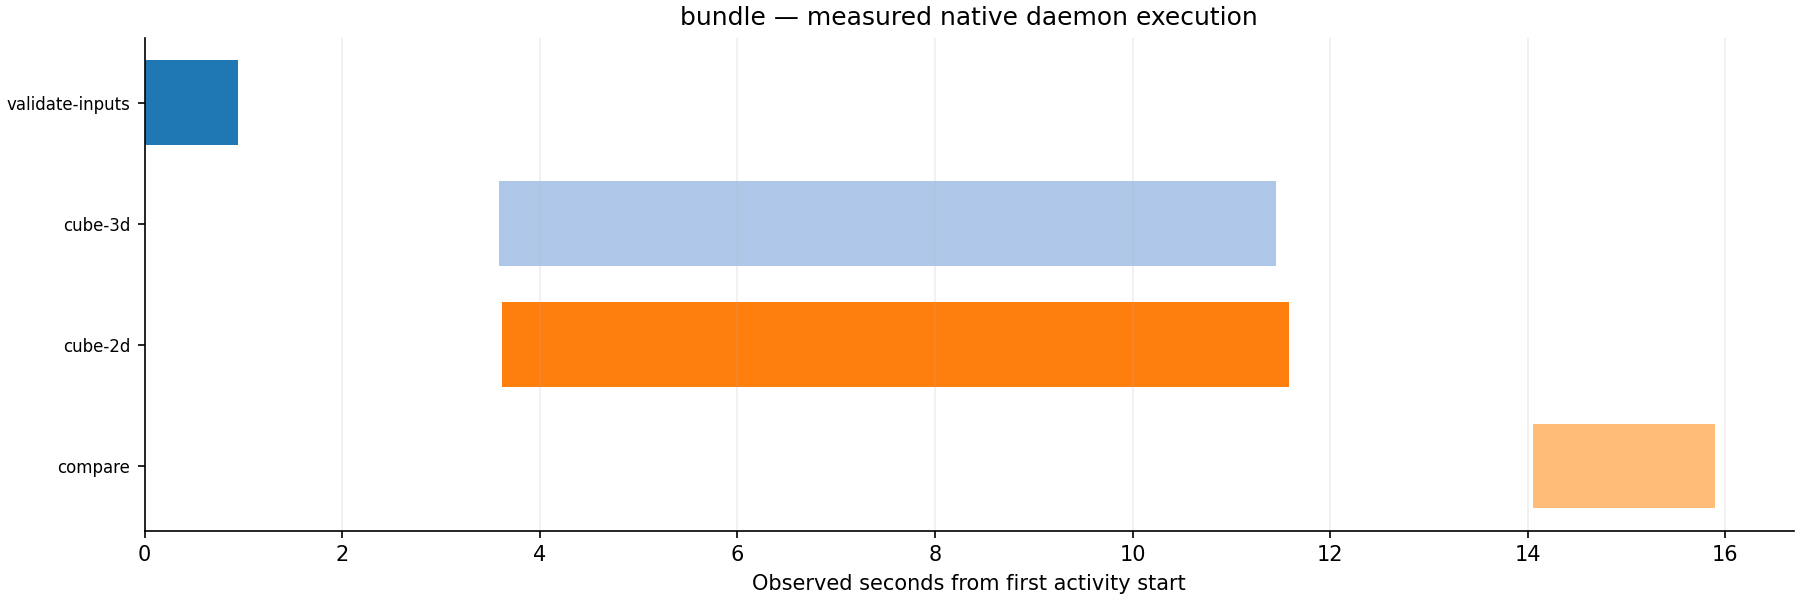 bundle — measured native daemon execution
validate-inputs
cube-3d
cube-2d
compare
0 2 4 6 8 10 12 14 16
Observed seconds from first activity start